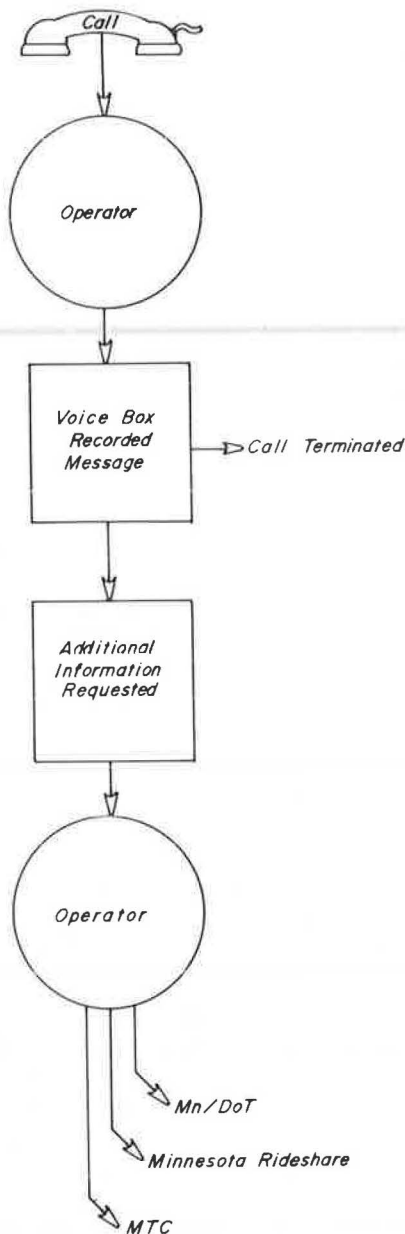 Call
Operator
Voice Box
Recorded
Message
Call Terminated
Additional
Information
Requested
Operator
Mn/DoT
Minnesota Rideshare
MTC